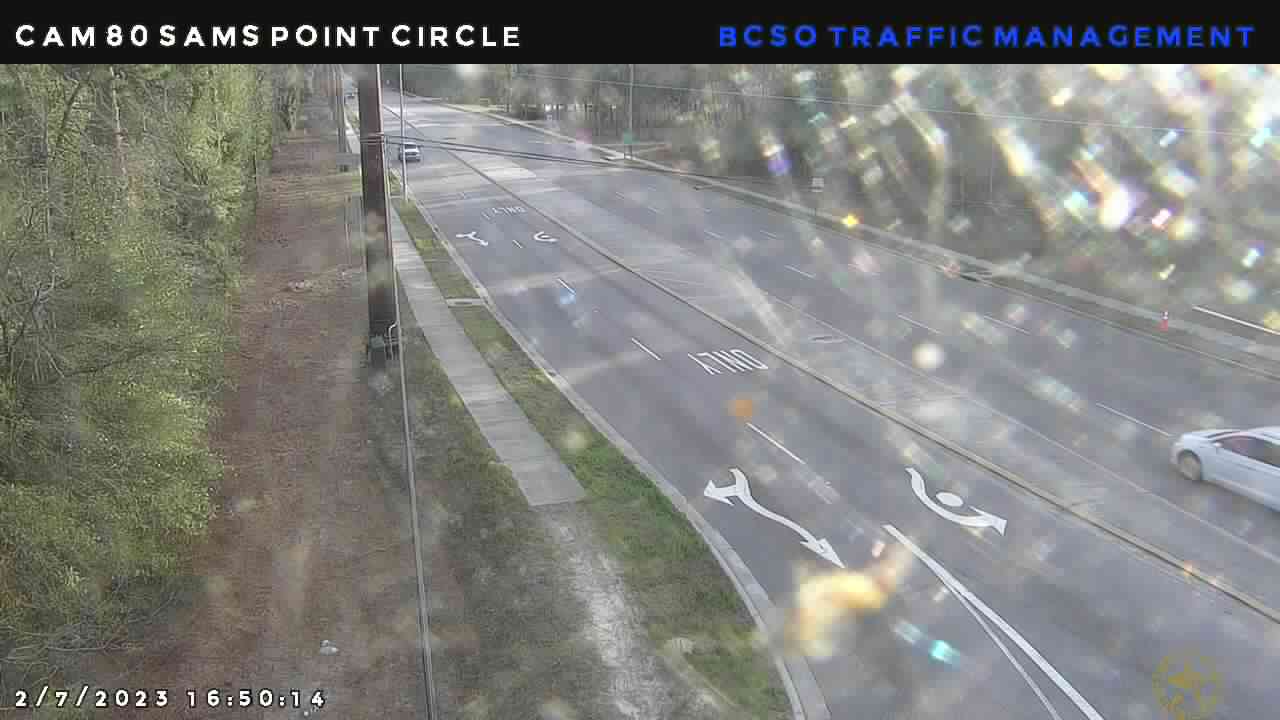 CAM 80 SAMS POINT CIRCLE
BCSO TRAFFIC MANAGEMENT
ONLY
ONLY
2/7/2023 16:50:14